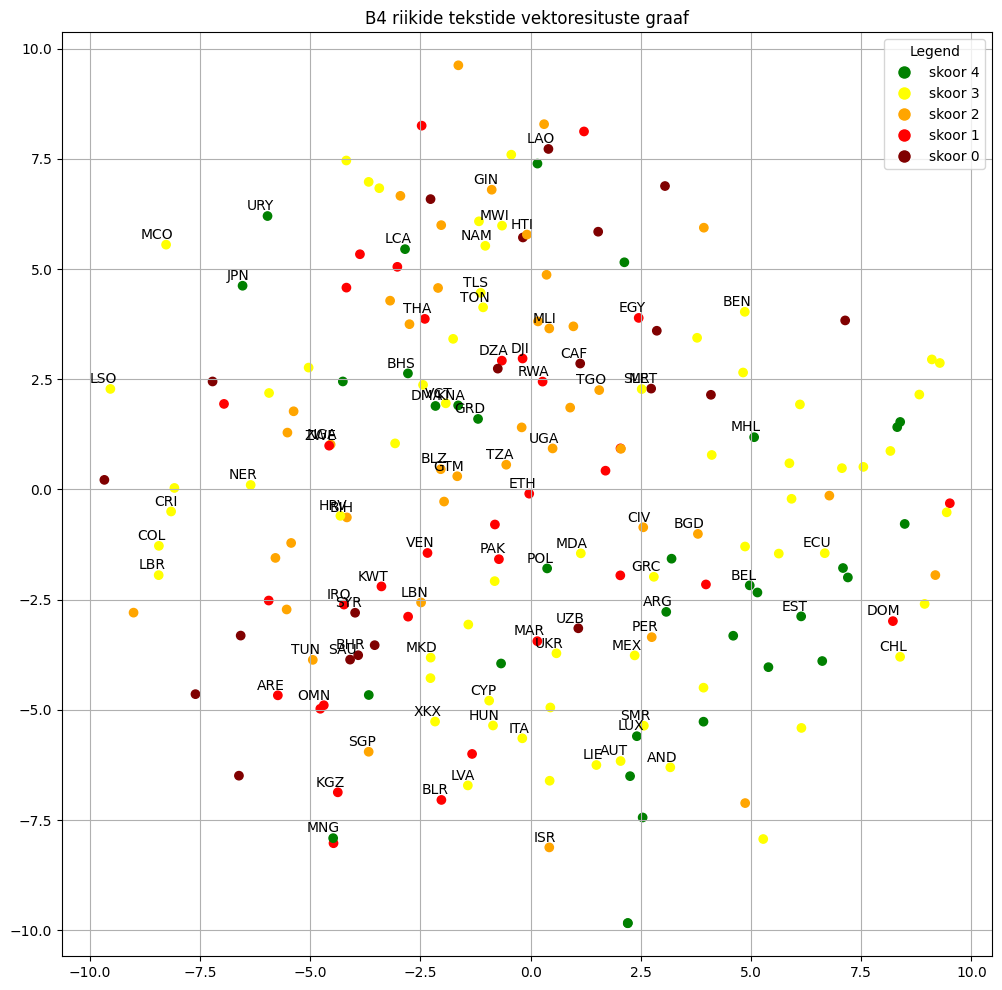 B4 riikide tekstide vektoresituste graaf
Legend
skoor 4
skoor 3
skoor 2
skoor 1
skoor 0
10.0
7.5
5.0
2.5
0.0
−2.5
−5.0
−7.5
−10.0
LAO
GIN
URY
MWI
HTI
MCO
LCA
NAM
JPN
TLS
TON
BEN
THA
MLI
EGY
DZA
DJI
CAF
BHS
RWA
LSO
TGO
GRD
MHL
UGA
BLZ
GTM
TZA
NER
ETH
CRI
CIV
BGD
COL
VEN
PAK
MDA
ECU
LBR
KWT
POL
GRC
BEL
IRQ
SYR
LBN
ARG
EST
DOM
MAR
UZB
PER
TUN
SAU
BHR
MKD
UKR
MEX
CHL
ARE
OMN
CYP
XKX
HUN
SMR
ITA
LUX
SGP
LIE
AUT
AND
KGZ
LVA
BLR
MNG
ISR
−10.0 −7.5 −5.0 −2.5 0.0 2.5 5.0 7.5 10.0